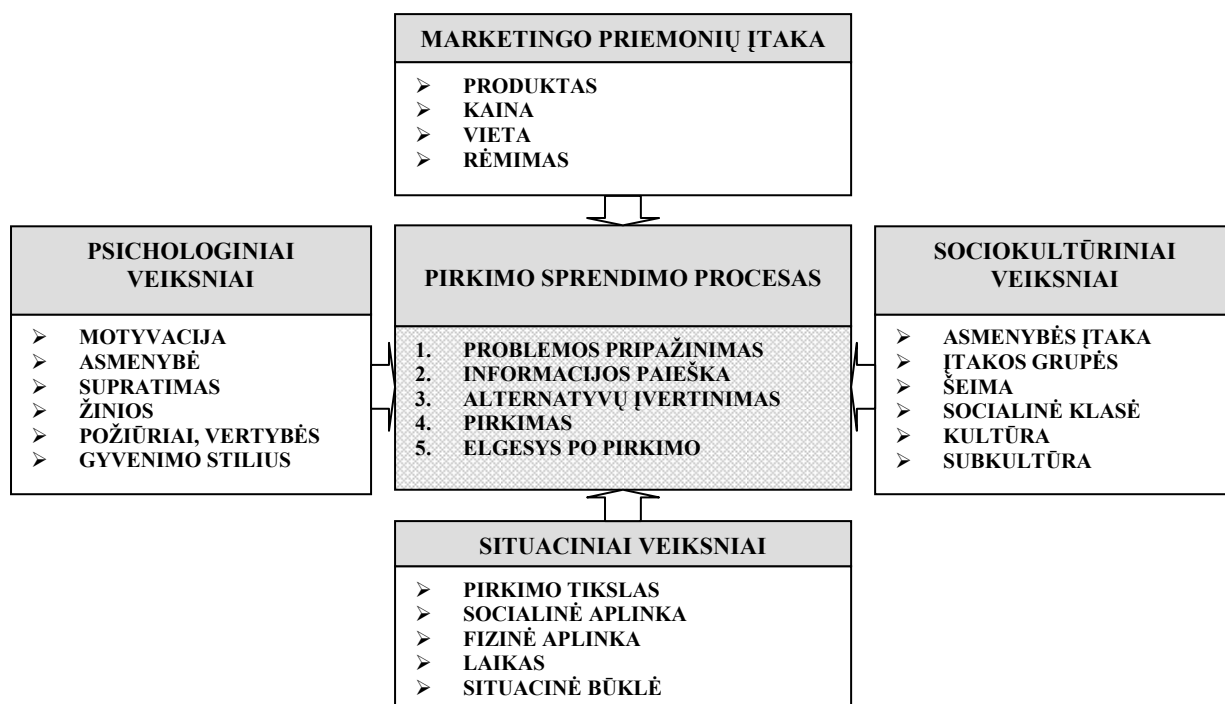 MARKETINGO PRIEMONIŲ ĮTAKA
➢ PRODUKTAS
➢ KAINA
➢ VIETA
➢ RĖMIMAS
PSICHOLOGINIAI
VEIKSNIAI
➢ MOTYVACIJA
➢ ASMENYBĖ
➢ SUPRATIMAS
➢ ŽINIOS
➢ POŽIŪRIAI, VERTYBĖS
➢ GYVENIMO STILIUS
PIRKIMO SPRENDIMO PROCESAS
1. PROBLEMOS PRIPAŽINIMAS
2. INFORMACIJOS PAIEŠKA
3. ALTERNATYVŲ ĮVERTINIMAS
4. PIRKIMAS
5. ELGESYS PO PIRKIMO
SOCIOKULTŪRINIAI
VEIKSNIAI
➢ ASMENYBĖS ĮTAKA
➢ ĮTAKOS GRUPĖS
➢ ŠEIMA
➢ SOCIALINĖ KLASĖ
➢ KULTŪRA
➢ SUBKULTŪRA
SITUACINIAI VEIKSNIAI
➢ PIRKIMO TIKSLAS
➢ SOCIALINĖ APLINKA
➢ FIZINĖ APLINKA
➢ LAIKAS
➢ SITUACINĖ BŪKLĖ